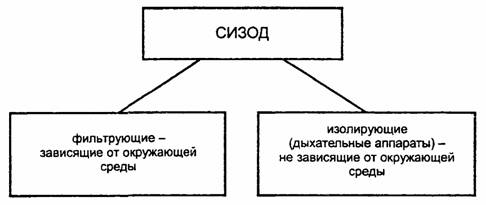 СИЗОД
фильтрующие –
зависящие от окружающей
среды
изолирующие
(дыхательные аппараты) –
не зависящие от окружающей
среды